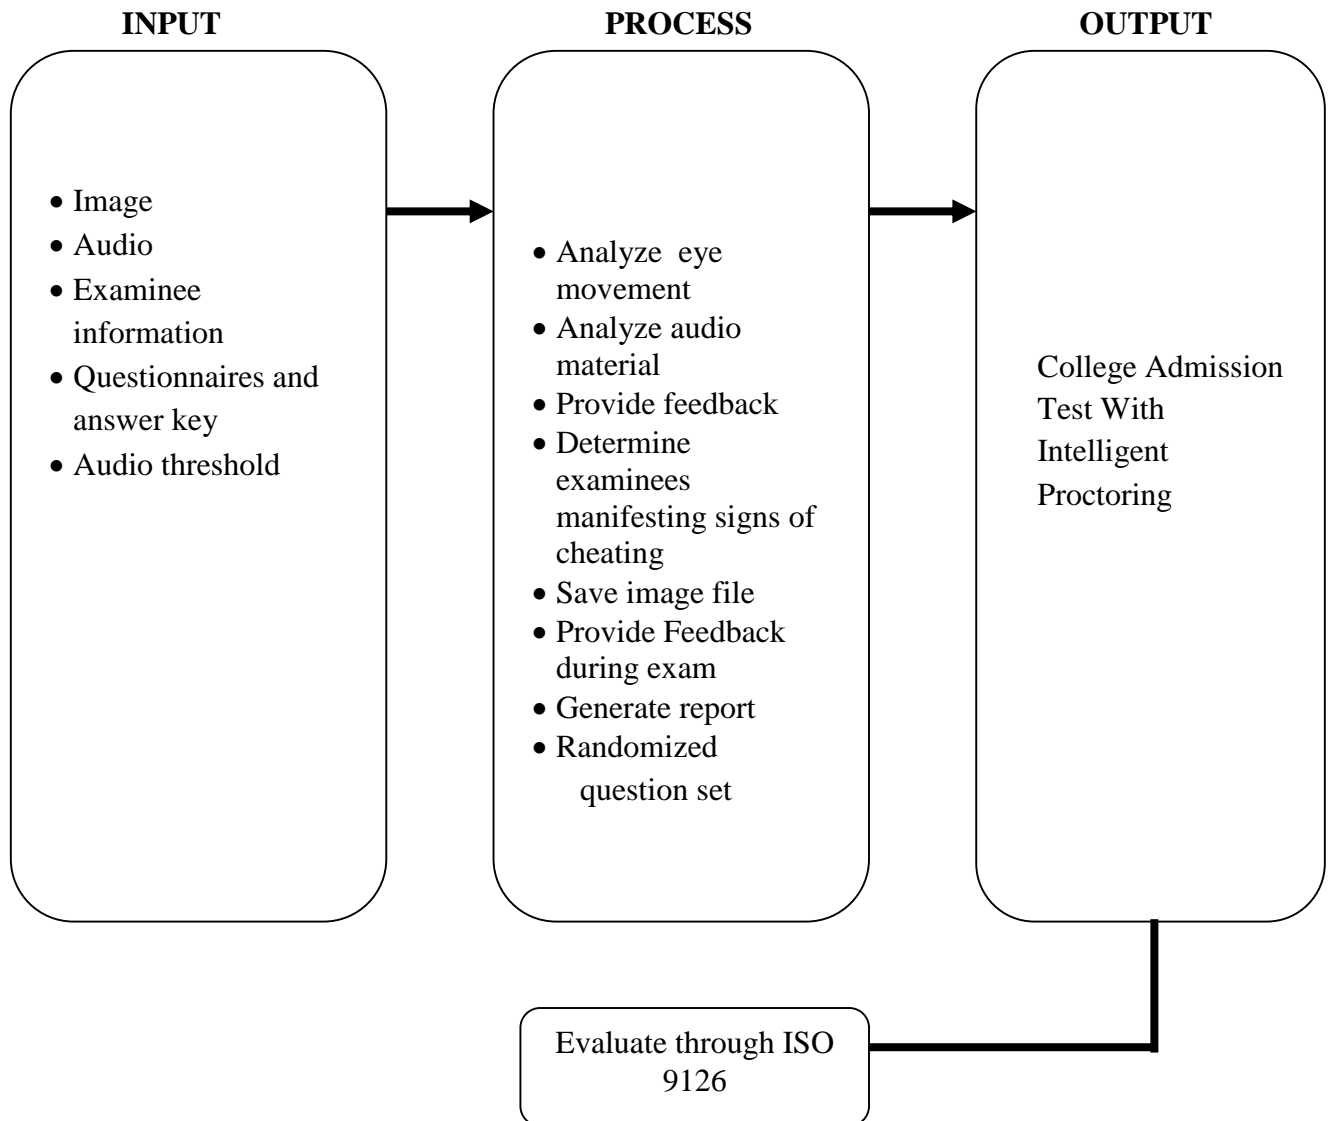 INPUT
PROCESS
OUTPUT
• Image
• Audio
• Examinee
information
• Questionnaires and
answer key
• Audio threshold
• Analyze  eye
movement
• Analyze audio
material
• Provide feedback
• Determine
examinees
manifesting signs of
cheating
• Save image file
• Provide Feedback
during exam
• Generate report
• Randomized
question set
College Admission
Test With
Intelligent
Proctoring
Evaluate through ISO
9126